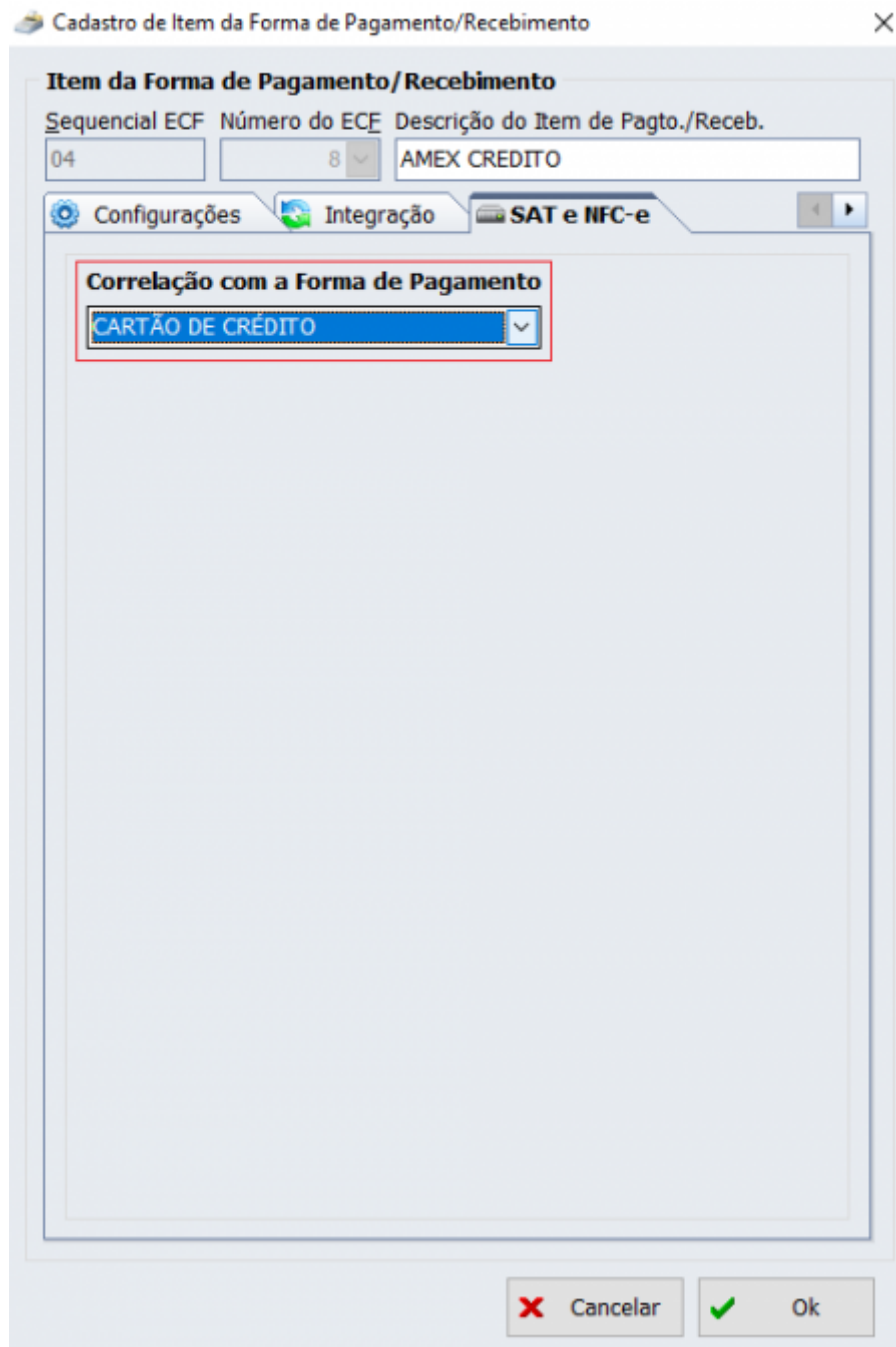 Cadastro de Item da Forma de Pagamento/Recebimento
Item da Forma de Pagamento/Recebimento
Sequencial ECF Número do ECF Descrição do Item de Pagto./Receb.
04 8 AMEX CREDITO
Configurações Integração SAT e NFC-e
Correlação com a Forma de Pagamento
CARTÃO DE CRÉDITO
Cancelar Ok